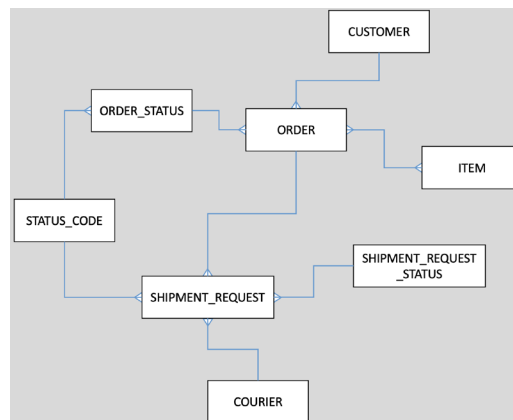 CUSTOMER
ORDER_STATUS
ORDER
ITEM
STATUS_CODE
SHIPMENT_REQUEST
_STATUS
SHIPMENT_REQUEST
COURIER